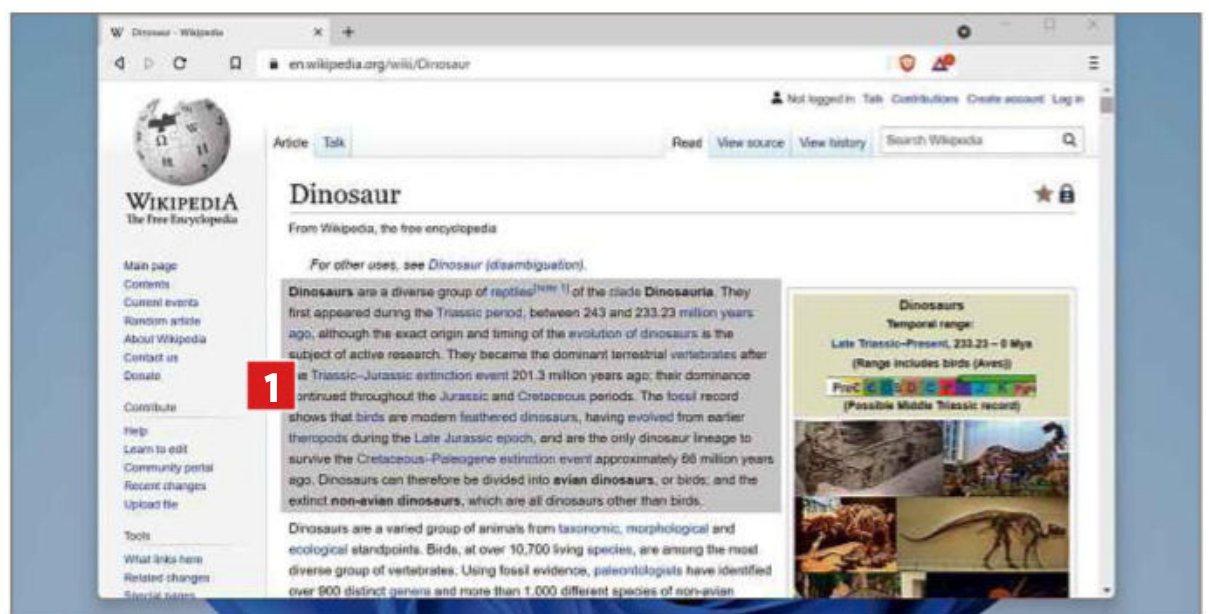 W Dinosaur - Wikipedia
en.wikipedia.org/wiki/Dinosaur
Not logged in Talk Contributions Create account Log in
Article Talk Read View source View history Search Wikipedia
WIKIPEDIA
The Free Encyclopedia
Main page
Contents
Current events
Random article
About Wikipedia
Contact us
Donate
Contribute
Help
Learn to edit
Community portal
Recent changes
Upload file
Tools
What links here
Related changes
Special pages
Dinosaur
From Wikipedia, the free encyclopedia
For other uses, see Dinosaur (disambiguation).
Dinosaurs are a diverse group of reptiles[note 1] of the clade Dinosauria. They
first appeared during the Triassic period, between 243 and 233.23 million years
ago, although the exact origin and timing of the evolution of dinosaurs is the
subject of active research. They became the dominant terrestrial vertebrates after
Triassic–Jurassic extinction event 201.3 million years ago; their dominance
1
continued throughout the Jurassic and Cretaceous periods. The fossil record
shows that birds are modern feathered dinosaurs, having evolved from earlier
theropods during the Late Jurassic epoch, and are the only dinosaur lineage to
survive the Cretaceous–Paleogene extinction event approximately 66 million years
ago. Dinosaurs can therefore be divided into avian dinosaurs, or birds; and the
extinct non-avian dinosaurs, which are all dinosaurs other than birds.
Dinosaurs are a varied group of animals from taxonomic, morphological and
ecological standpoints. Birds, at over 10,700 living species, are among the most
diverse group of vertebrates. Using fossil evidence, paleontologists have identified
over 900 distinct genera and more than 1,000 different species of non-avian
Dinosaurs
Temporal range:
Late Triassic–Present, 233.23 – 0 Mya
(Range includes birds (Aves))
PreꞒ Ꞓ O S D C P T J K Pg N
(Possible Middle Triassic record)